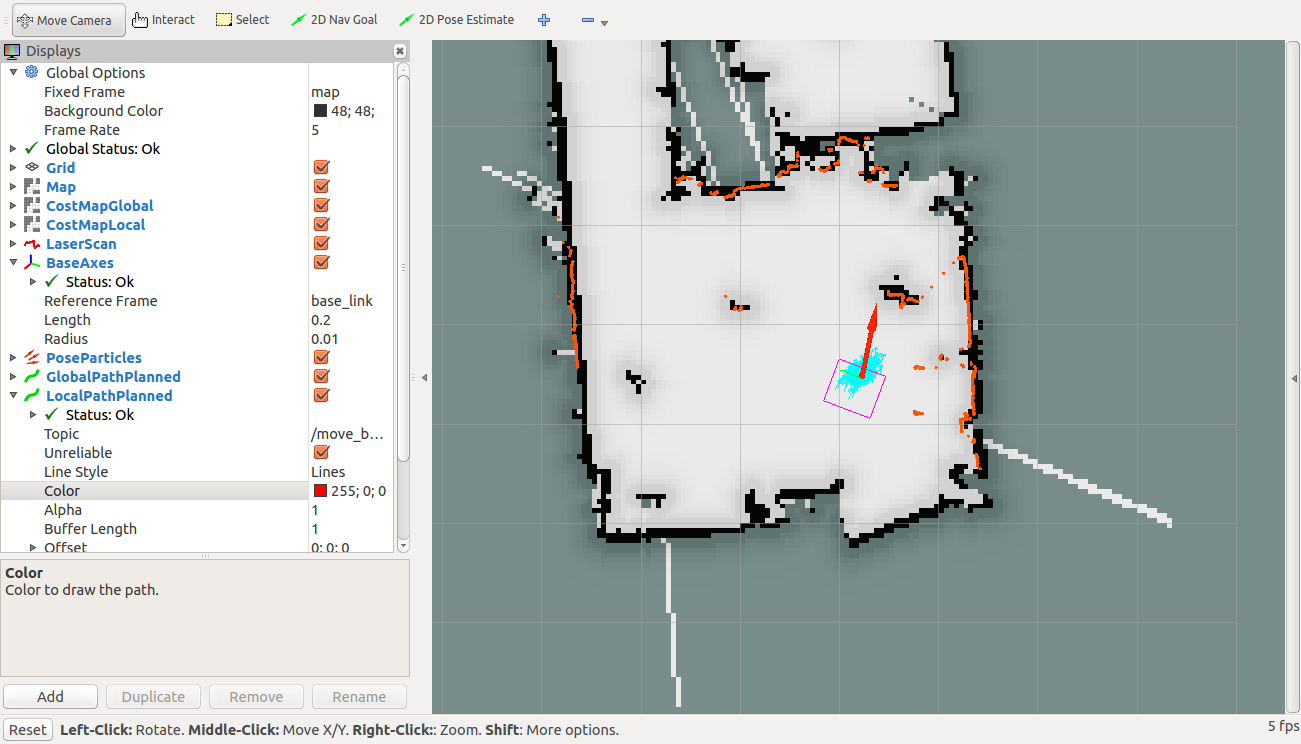 Move Camera Interact Select 2D Nav Goal 2D Pose Estimate
Displays
Global Options
Fixed Frame map
Background Color 48; 48;
Frame Rate 5
Global Status: Ok
Grid
Map
CostMapGlobal
CostMapLocal
LaserScan
BaseAxes
Status: Ok
Reference Frame base_link
Length 0.2
Radius 0.01
PoseParticles
GlobalPathPlanned
LocalPathPlanned
Status: Ok
Topic /move_b...
Unreliable
Line Style Lines
Color 255; 0; 0
Alpha 1
Buffer Length 1
Offset 0; 0; 0
Color
Color to draw the path.
Add Duplicate Remove Rename
Reset Left-Click: Rotate. Middle-Click: Move X/Y. Right-Click:: Zoom. Shift: More options. 5 fps